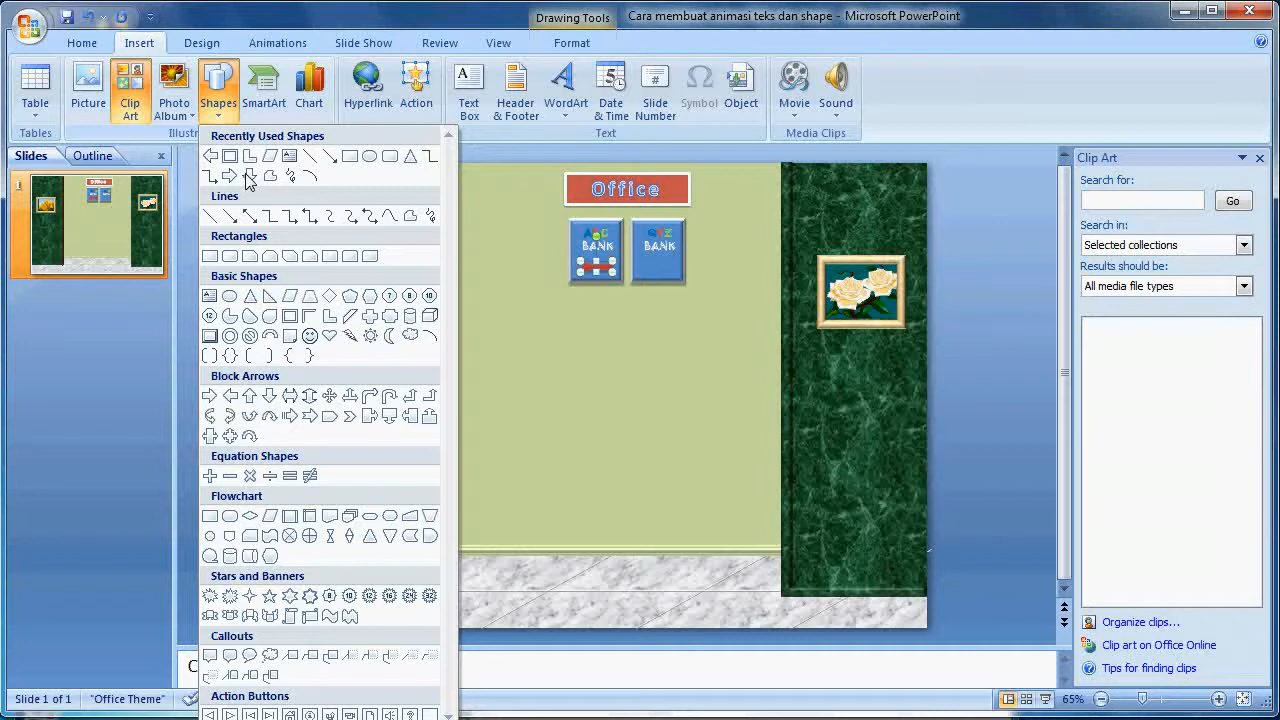 Drawing Tools
Cara membuat animasi teks dan shape - Microsoft PowerPoint
Home
Insert
Design
Animations
Slide Show
Review
View
Format
Table
Picture
Clip Art
Photo Album
Shapes
SmartArt
Chart
Hyperlink
Action
Text Box
Header & Footer
WordArt
Date & Time
Slide Number
Symbol
Object
Movie
Sound
Tables
Illustr
Text
Media Clips
Slides
Outline
1
Office
Recently Used Shapes
Lines
Rectangles
Basic Shapes
Block Arrows
Equation Shapes
Flowchart
Stars and Banners
Callouts
Action Buttons
Office
ABC
BANK
BANK
Clip Art
Search for:
Go
Search in:
Selected collections
Results should be:
All media file types
Organize clips...
Clip art on Office Online
Tips for finding clips
C
Slide 1 of 1
"Office Theme"
65%